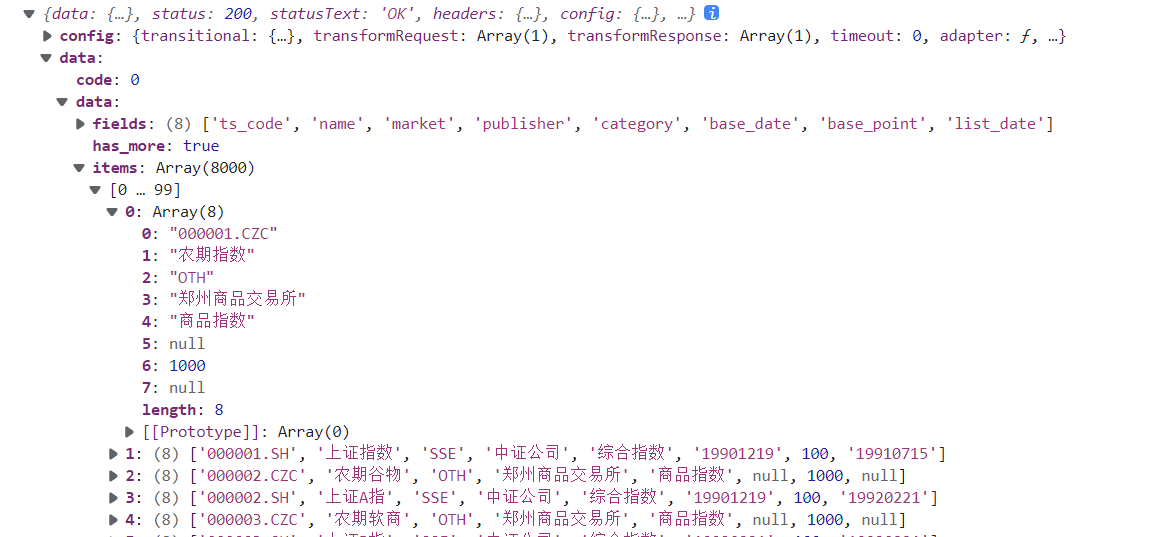 ▼ {data: {…}, status: 200, statusText: 'OK', headers: {…}, config: {…}, …} i
▶ config: {transitional: {…}, transformRequest: Array(1), transformResponse: Array(1), timeout: 0, adapter: ƒ, …}
▼ data:
code: 0
▼ data:
▶ fields: (8) ['ts_code', 'name', 'market', 'publisher', 'category', 'base_date', 'base_point', 'list_date']
has_more: true
▼ items: Array(8000)
▼ [0 … 99]
▼ 0: Array(8)
0: "000001.CZC"
1: "农期指数"
2: "OTH"
3: "郑州商品交易所"
4: "商品指数"
5: null
6: 1000
7: null
length: 8
▶ [[Prototype]]: Array(0)
▶ 1: (8) ['000001.SH', '上证指数', 'SSE', '中证公司', '综合指数', '19901219', 100, '19910715']
▶ 2: (8) ['000002.CZC', '农期谷物', 'OTH', '郑州商品交易所', '商品指数', null, 1000, null]
▶ 3: (8) ['000002.SH', '上证A指', 'SSE', '中证公司', '综合指数', '19901219', 100, '19920221']
▶ 4: (8) ['000003.CZC', '农期软商', 'OTH', '郑州商品交易所', '商品指数', null, 1000, null]